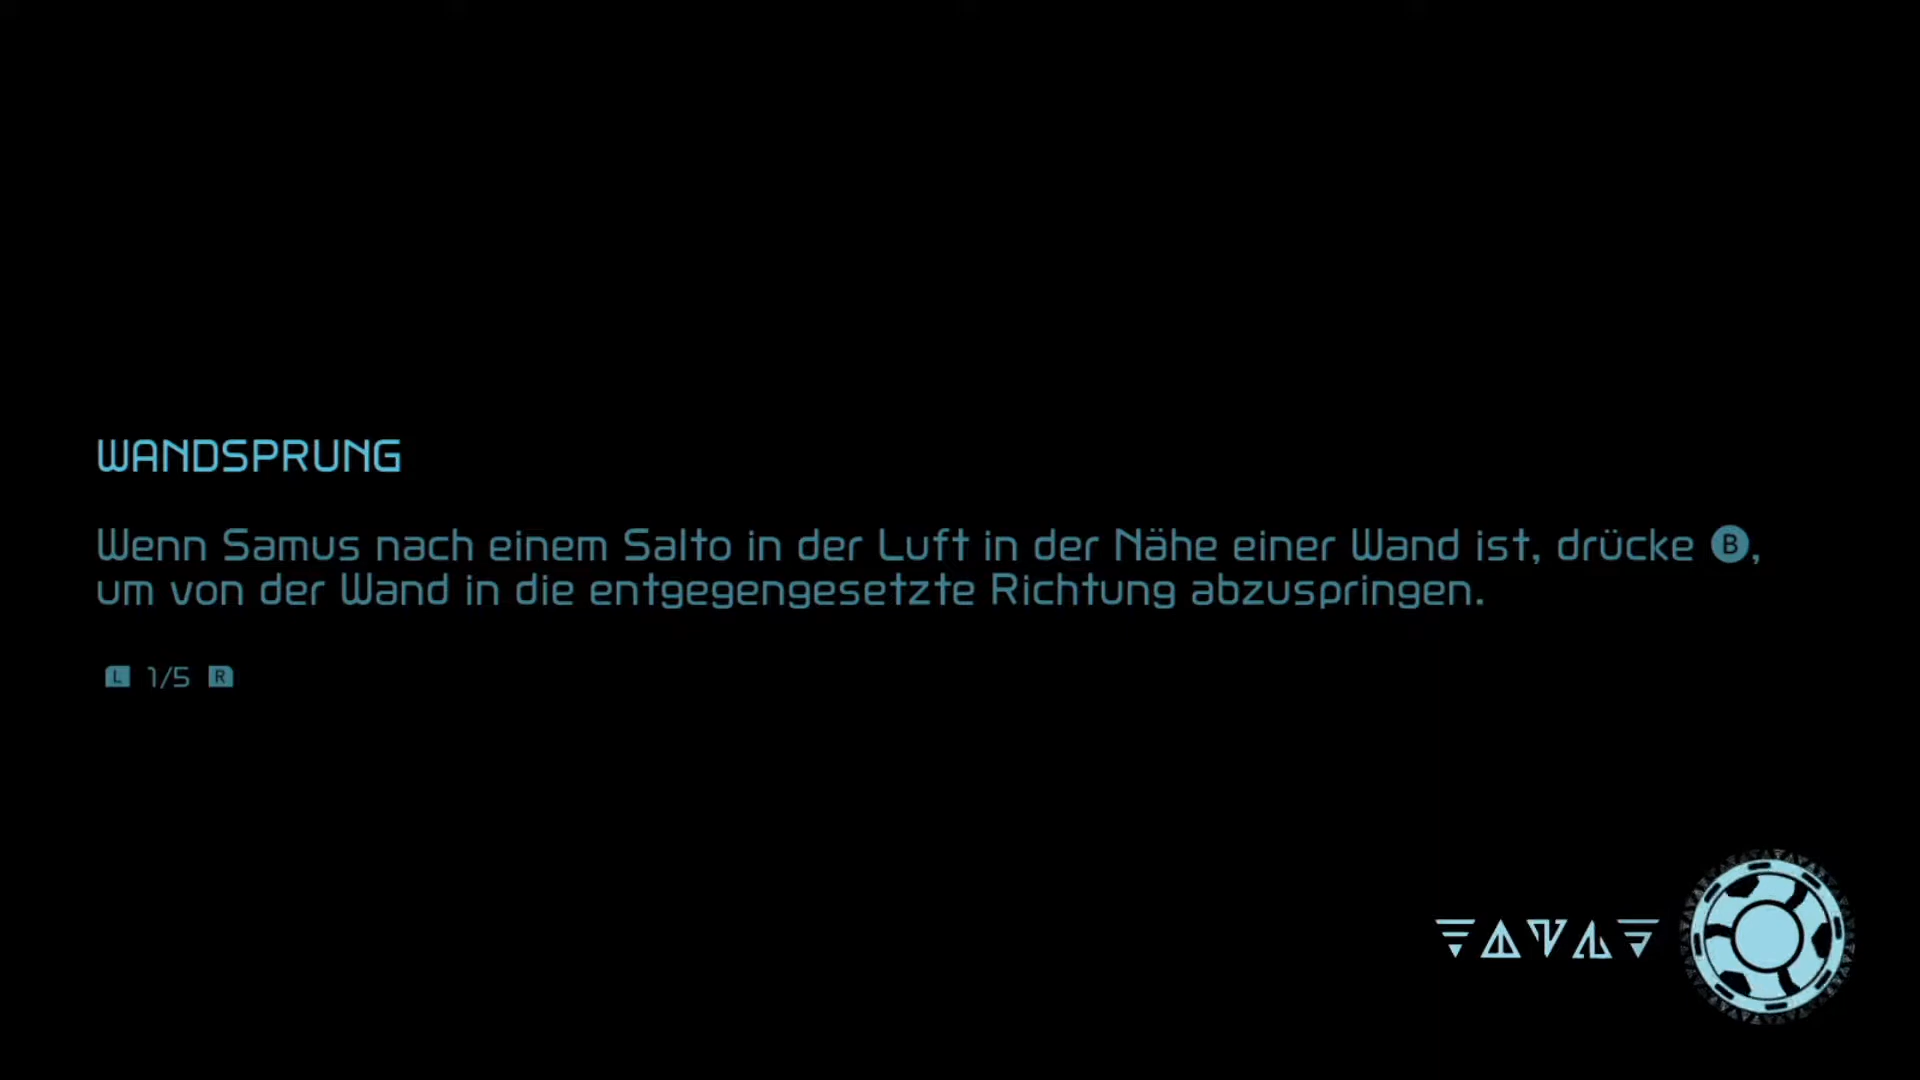 WANDSPRUNG
Wenn Samus nach einem Salto in der Luft in der Nähe einer Wand ist, drücke B,
um von der Wand in die entgegengesetzte Richtung abzuspringen.
L 1/5 R